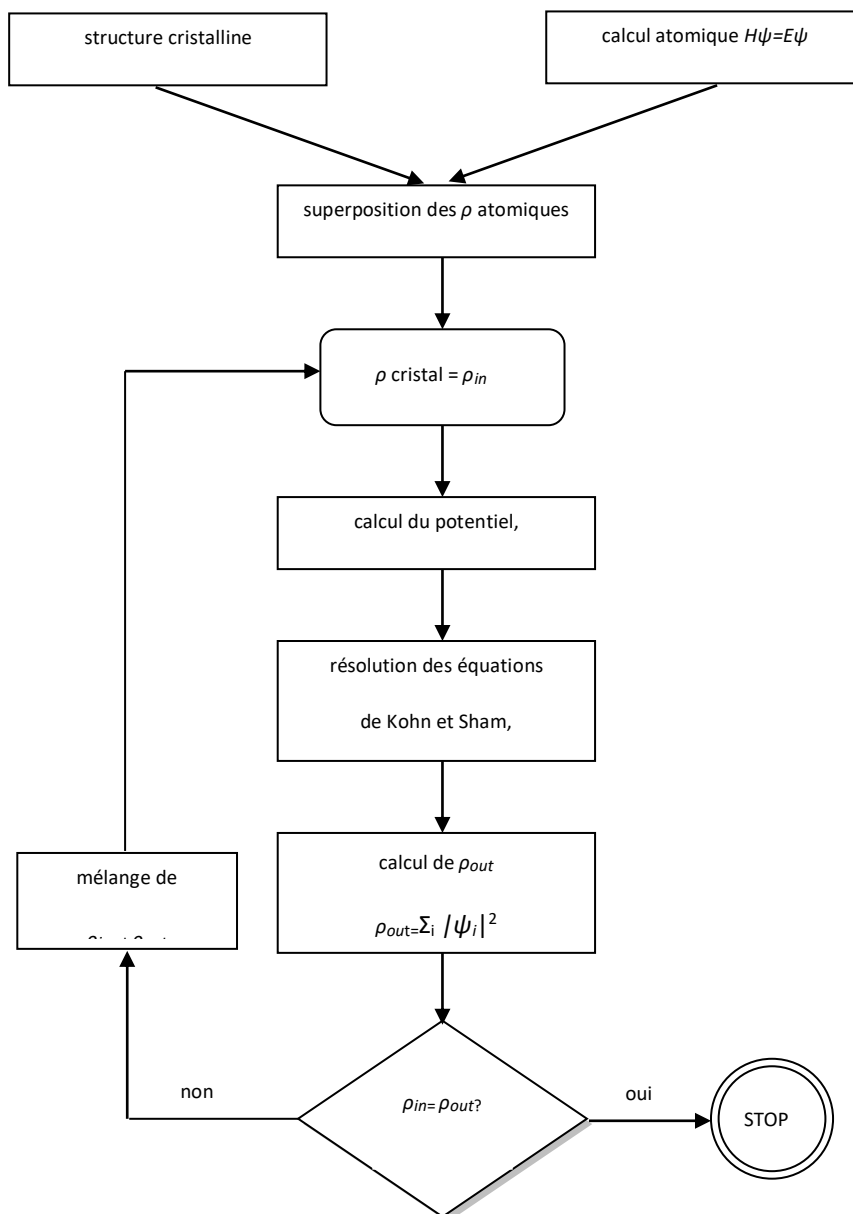 structure cristalline
calcul atomique Hψ=Eψ
superposition des ρ atomiques
ρ cristal = ρin
calcul du potentiel,
résolution des équations
de Kohn et Sham,
calcul de ρout
ρout=Σi |ψi|²
mélange de
non
ρin= ρout?
oui
STOP